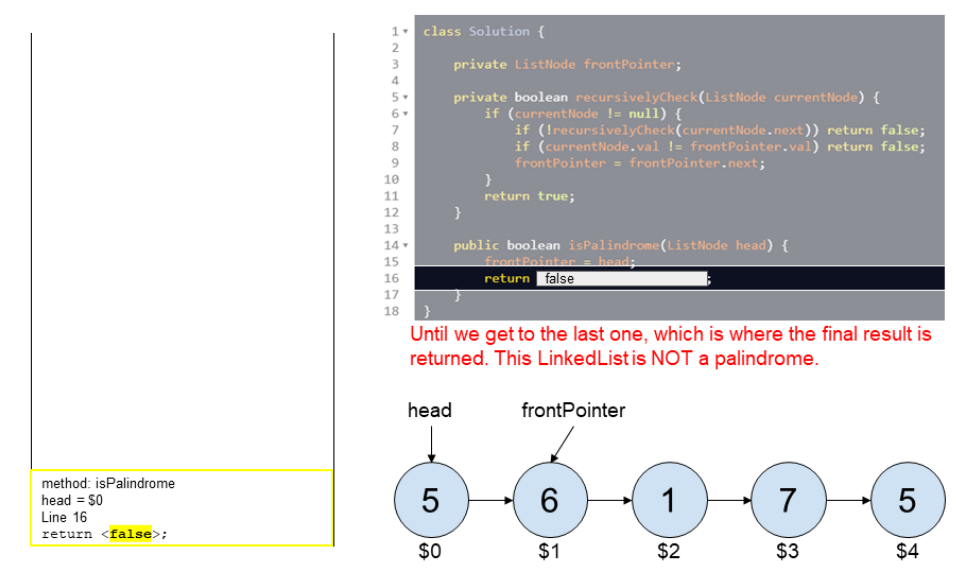 1 class Solution {
2
3 private ListNode frontPointer;
4
5 private boolean recursivelyCheck(ListNode currentNode) {
6 if (currentNode != null) {
7 if (!recursivelyCheck(currentNode.next)) return false;
8 if (currentNode.val != frontPointer.val) return false;
9 frontPointer = frontPointer.next;
10 }
11 return true;
12 }
13
14 public boolean isPalindrome(ListNode head) {
15 frontPointer = head;
16 return false ;
17 }
18 }
Until we get to the last one, which is where the final result is
returned. This LinkedList is NOT a palindrome.
head frontPointer
5 6 1 7 5
$0 $1 $2 $3 $4
method: isPalindrome
head = $0
Line 16
return <false>;